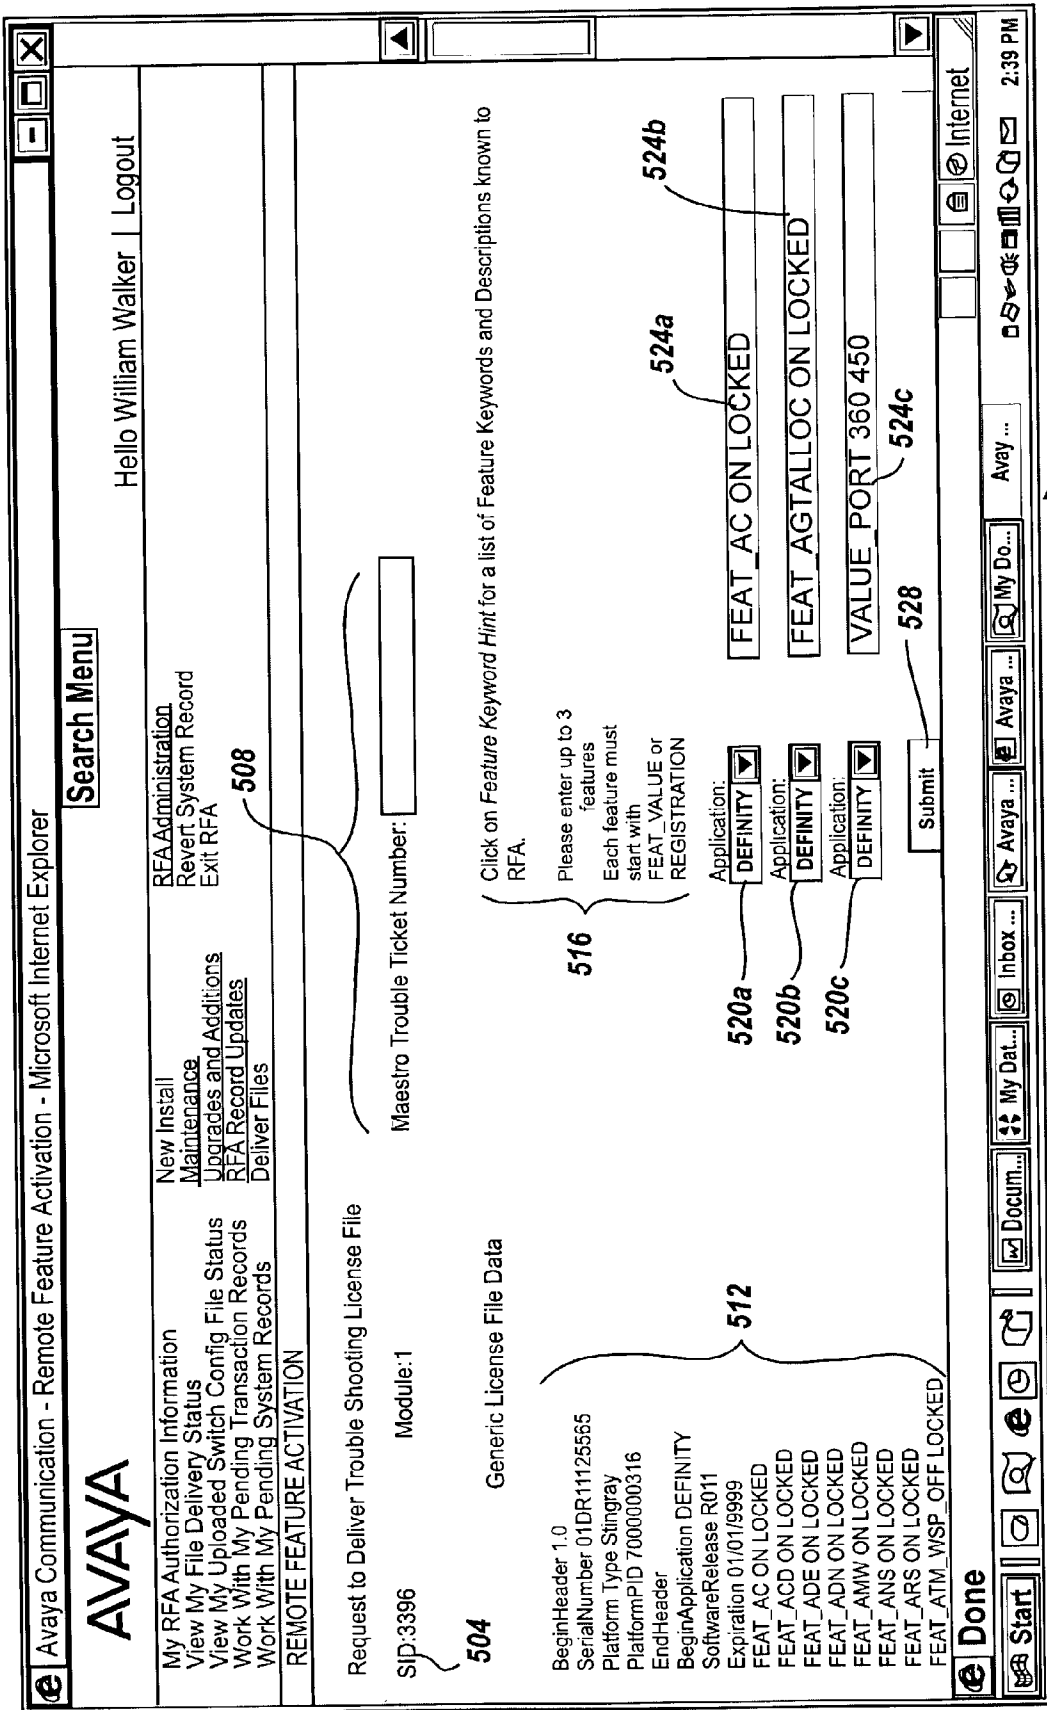 Avaya Communication - Remote Feature Activation - Microsoft Internet Explorer
Search Menu
AVAYA
Hello William Walker | Logout
My RFA Authorization Information
View My File Delivery Status
View My Uploaded Switch Config File Status
Work With My Pending Transaction Records
Work With My Pending System Records
New Install
Maintenance
Upgrades and Additions
RFA Record Updates
Deliver Files
RFA Administration
Revert System Record
Exit RFA
REMOTE FEATURE ACTIVATION
508
Request to Deliver Trouble Shooting License File
SID:3396
Module:1
Maestro Trouble Ticket Number:
504
Generic License File Data
Click on Feature Keyword Hint for a list of Feature Keywords and Descriptions known to
RFA.
516
Please enter up to 3
features
Each feature must
start with
FEAT_VALUE or
REGISTRATION
512
BeginHeader 1.0
SerialNumber 01DR11125565
Platform Type Stingray
PlatformPID 7000000316
EndHeader
BeginApplication DEFINITY
SoftwareRelease R011
Expiration 01/01/9999
FEAT_AC ON LOCKED
FEAT_ACD ON LOCKED
FEAT_ADE ON LOCKED
FEAT_ADN ON LOCKED
FEAT_AMW ON LOCKED
FEAT_ANS ON LOCKED
FEAT_ARS ON LOCKED
FEAT_ATM_WSP_OFF LOCKED
520a
Application:
DEFINITY
FEAT_AC ON LOCKED
524a
520b
Application:
DEFINITY
FEAT_AGTALLOC ON LOCKED
524b
520c
Application:
DEFINITY
VALUE_PORT 360 450
524c
Submit
528
Done
Internet
Start
Docum...
My Dat...
Inbox ...
Avaya ...
Avaya ...
My Do...
Avay ...
2:39 PM